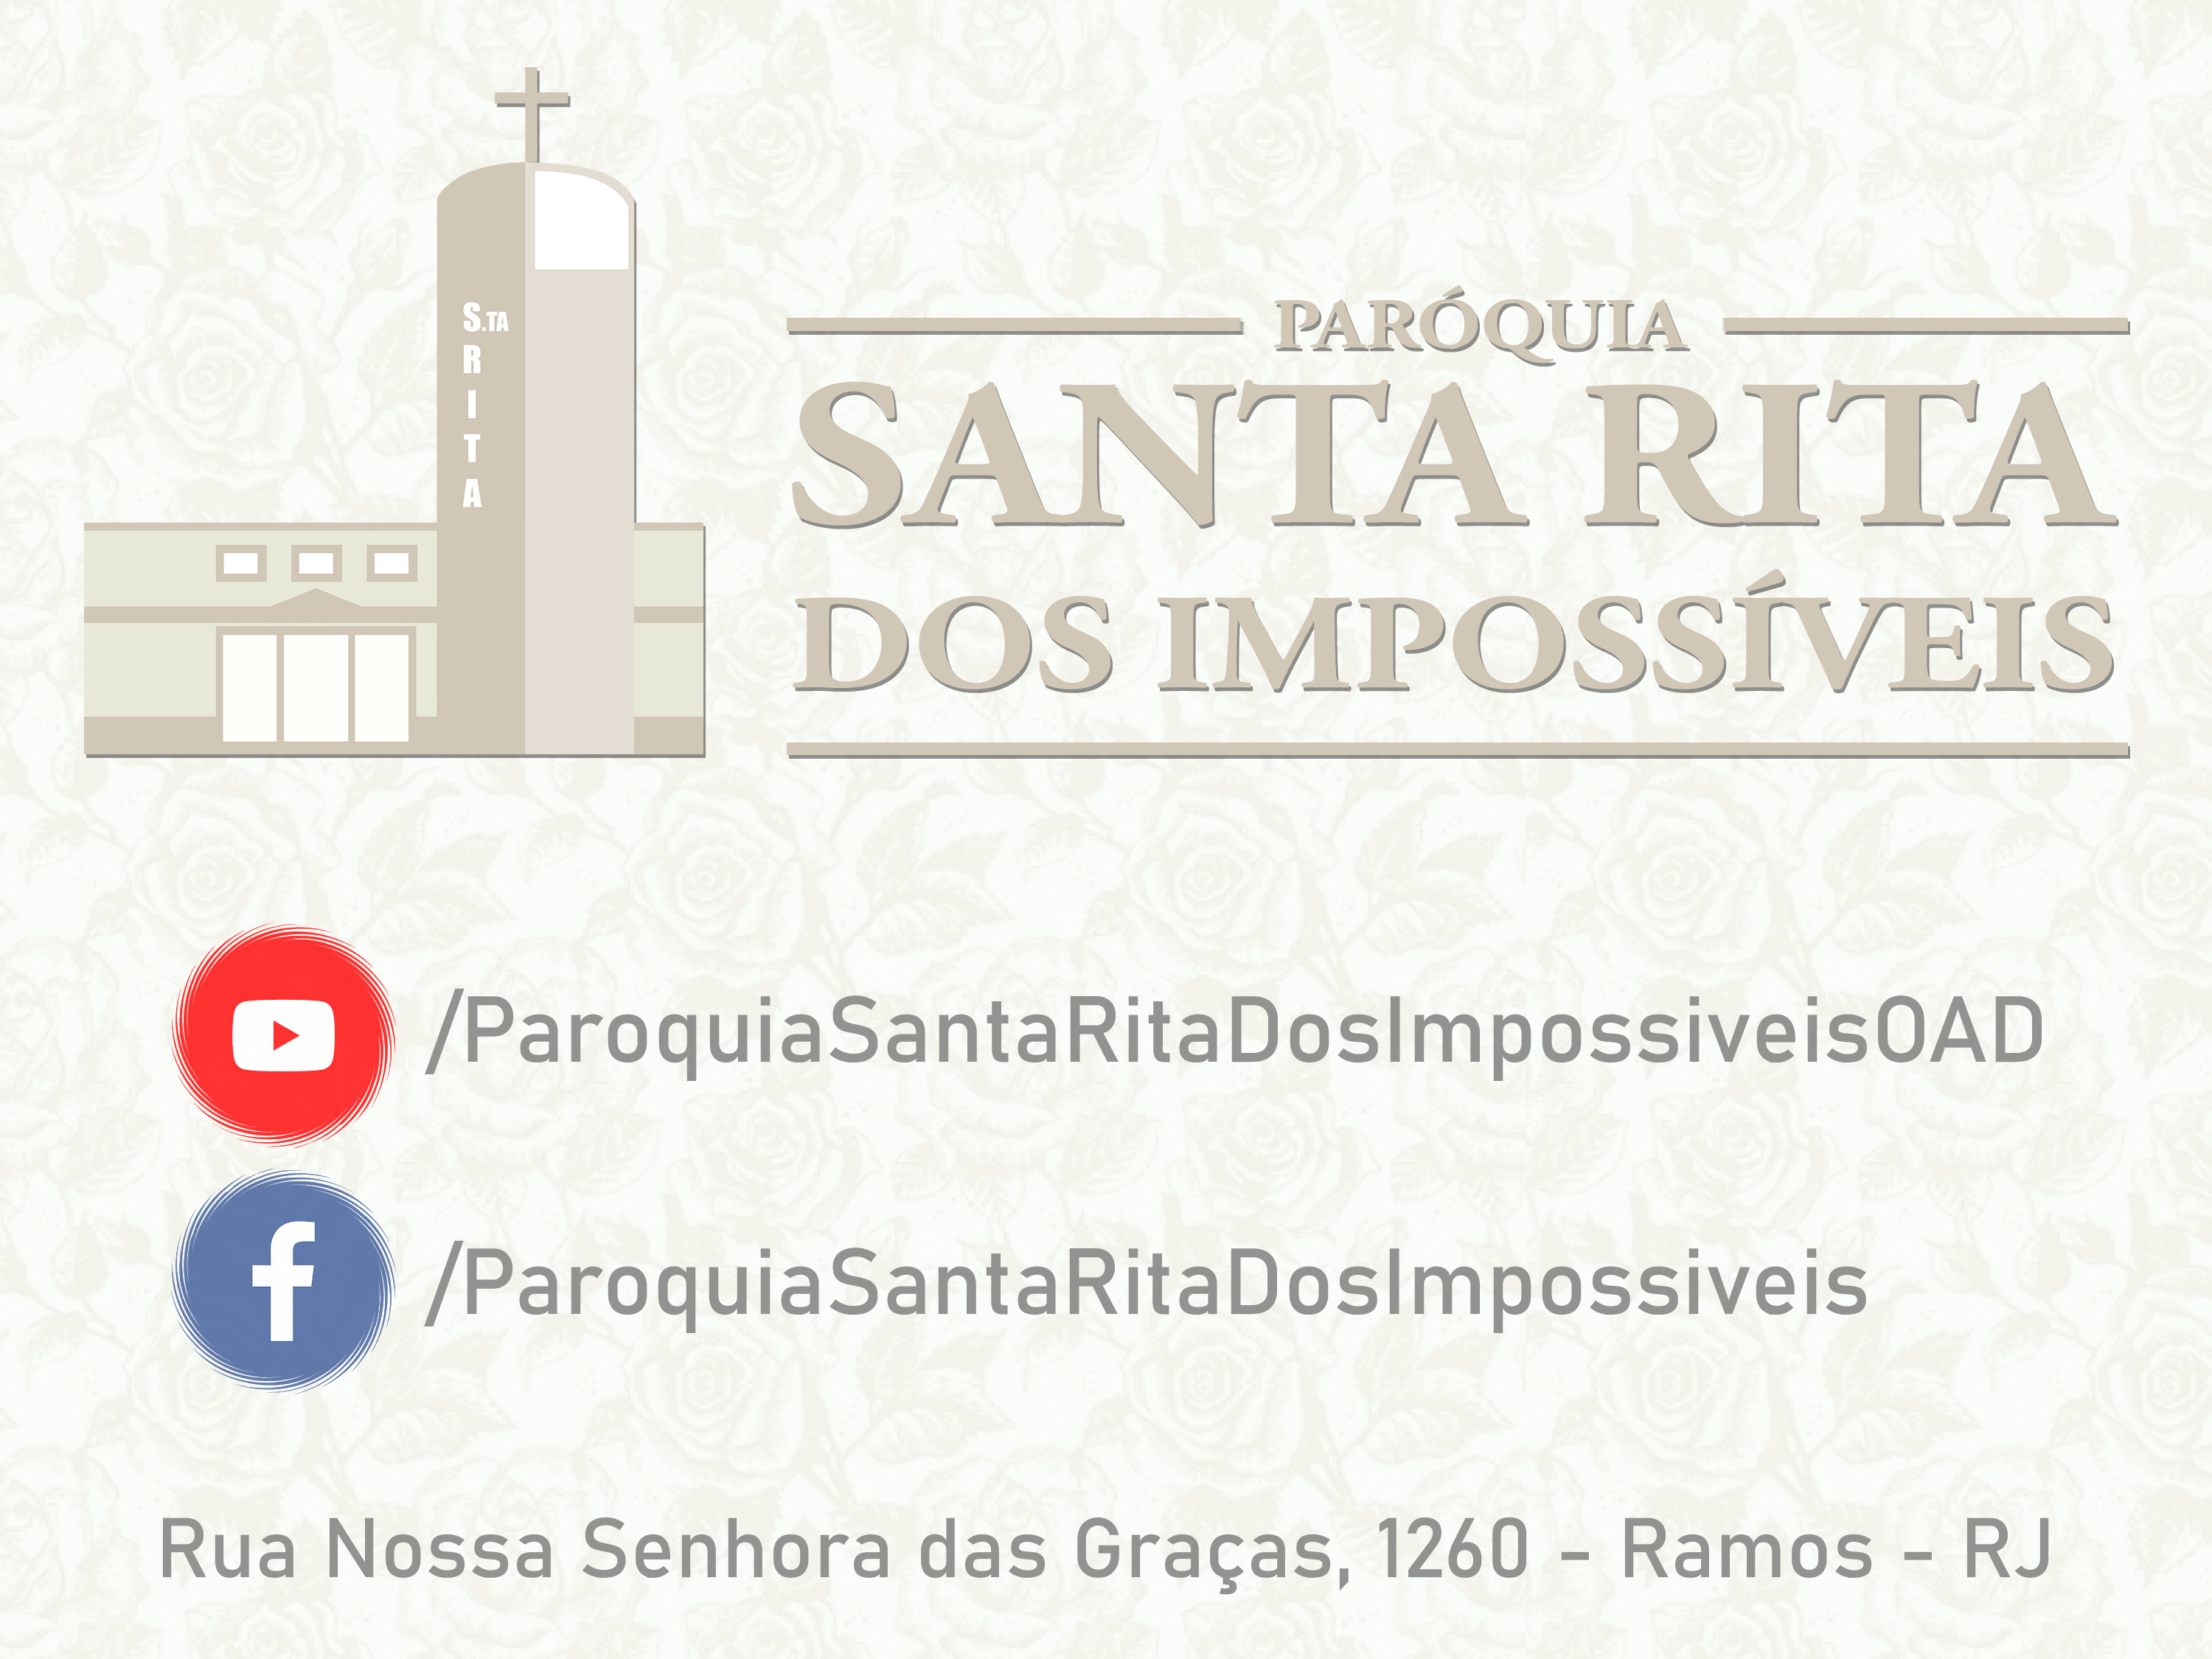 S.TA
R
I
T
A
PARÓQUIA
SANTA RITA
DOS IMPOSSÍVEIS
/ParoquiaSantaRitaDosImpossiveisOAD
/ParoquiaSantaRitaDosImpossiveis
Rua Nossa Senhora das Graças, 1260 - Ramos - RJ